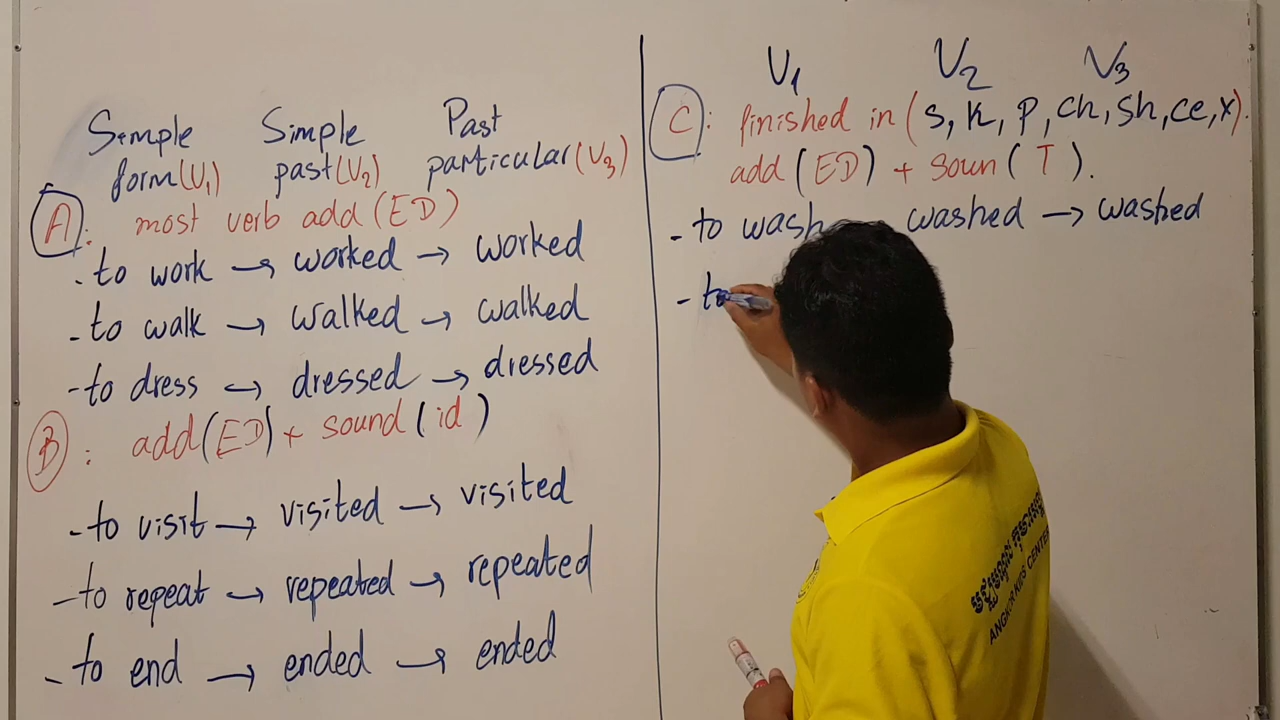 Simple Simple Past
form (V1) past (V2) particular (V3)
A: most verb add (ED)
- to work → worked → worked
- to walk → walked → walked
- to dress → dressed → dressed
B: add (ED) + sound (id)
- to visit → visited → visited
- to repeat → repeated → repeated
- to end → ended → ended
V1 V2 V3
C: finished in (s, k, p, ch, sh, ce, x).
add (ED) + soun (T).
- to wash washed → washed
- to
ANGKOR KIDS CENTER